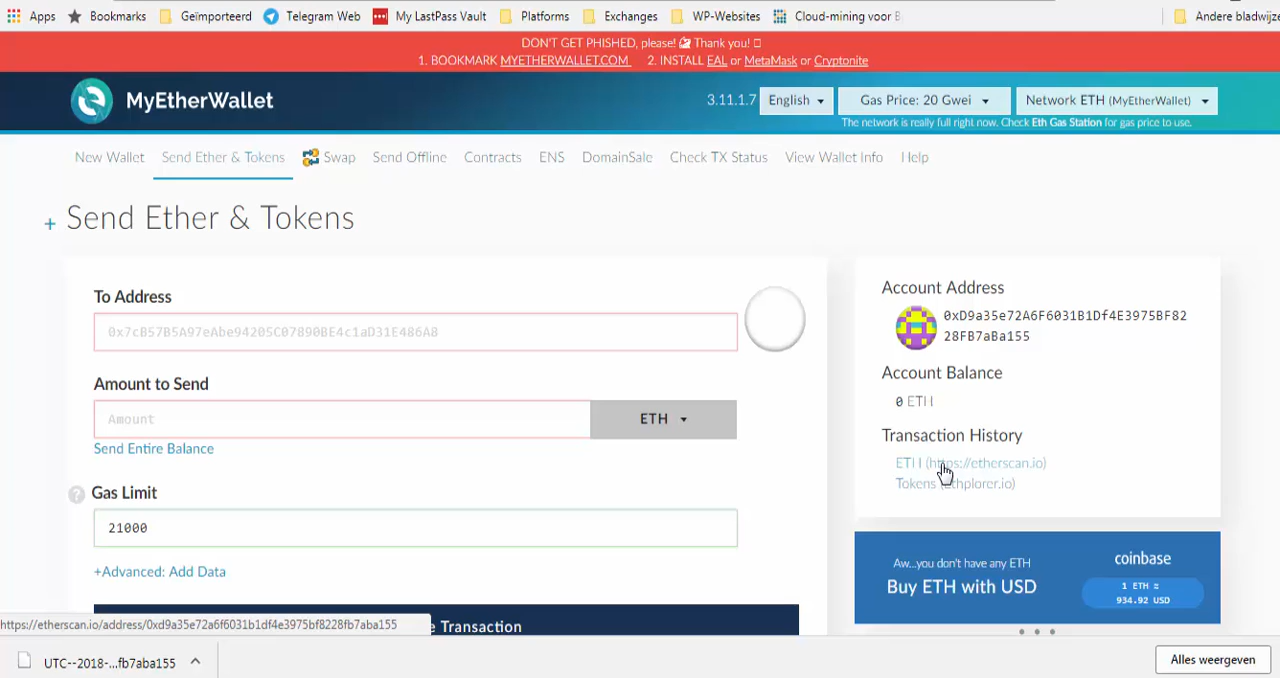 Apps Bookmarks Geïmporteerd Telegram Web My LastPass Vault Platforms Exchanges WP-Websites Cloud-mining voor Andere bladwijze
DON'T GET PHISHED, please! Thank you!
1. BOOKMARK MYETHERWALLET.COM 2. INSTALL EAL or MetaMask or Cryptonite
MyEtherWallet 3.11.1.7 English Gas Price: 20 Gwei Network ETH (MyEtherWallet)
The network is really full right now. Check Eth Gas Station for gas price to use.
New Wallet Send Ether & Tokens Swap Send Offline Contracts ENS DomainSale Check TX Status View Wallet Info Help
+ Send Ether & Tokens
To Address
0x7cB57B5A97eAbe94205C07890BE4c1aD31E486A8
Amount to Send
Amount ETH
Send Entire Balance
? Gas Limit
21000
+Advanced: Add Data
e Transaction
Account Address
0xD9a35e72A6F6031B1Df4E3975BF82
28FB7aBa155
Account Balance
0 ETH
Transaction History
ETH (https://etherscan.io)
Tokens (Ethplorer.io)
Aw...you don't have any ETH
Buy ETH with USD
coinbase
1 ETH ≈
934.92 USD
https://etherscan.io/address/0xd9a35e72a6f6031b1df4e3975bf8228fb7aba155
UTC--2018-...fb7aba155 Alles weergeven